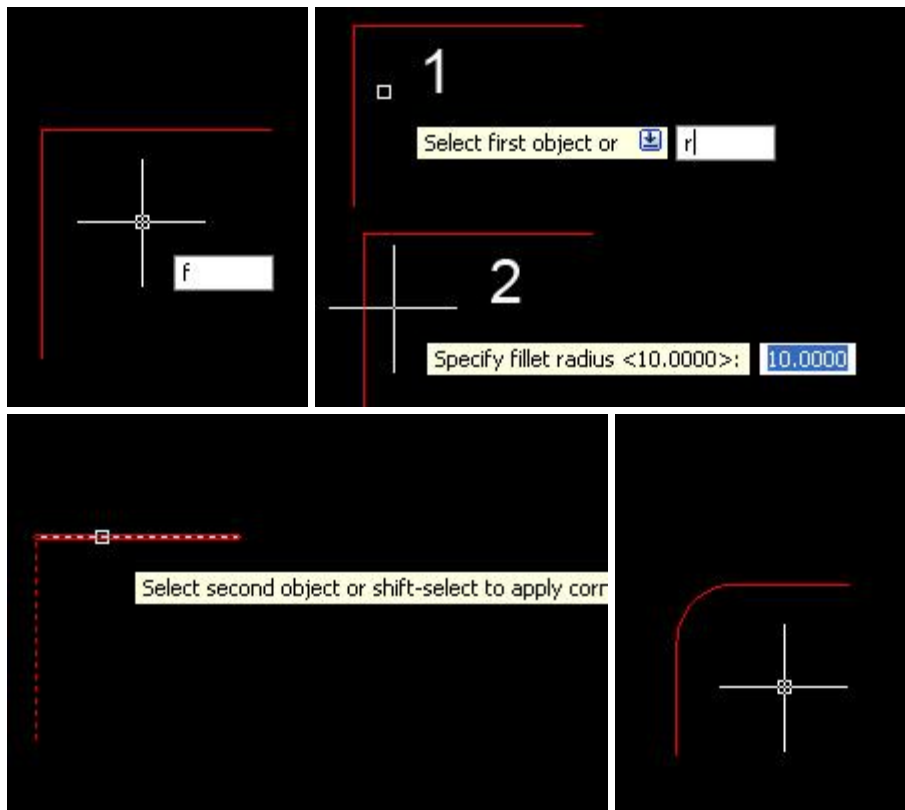 f
1
Select first object or r
2
Specify fillet radius <10.0000>: 10.0000
Select second object or shift-select to apply corr